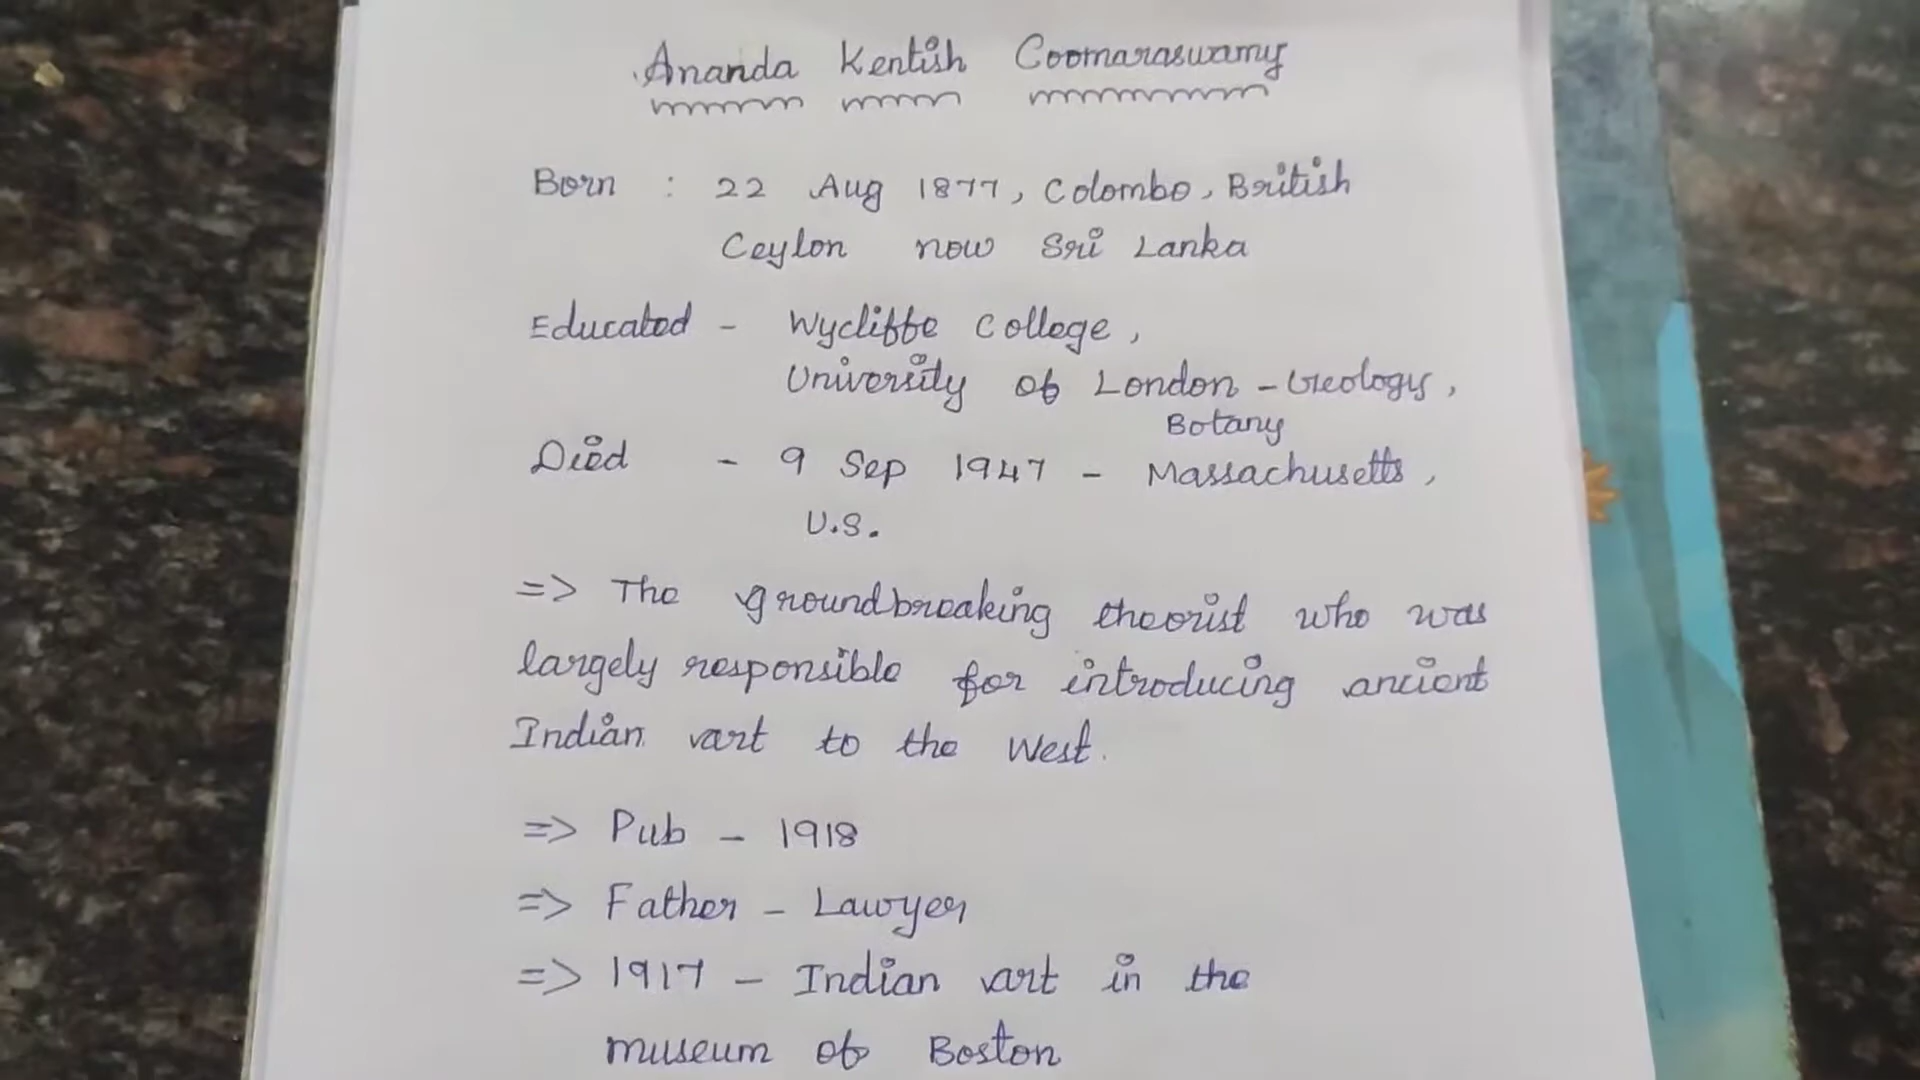 Ananda Kentish Coomaraswamy
Born : 22 Aug 1877, Colombo, British
Ceylon now Sri Lanka
Educated - Wycliffe College,
University of London - Geology,
Botany
Died - 9 Sep 1947 - Massachusetts,
U.S.
=> The groundbreaking theorist who was
largely responsible for introducing ancient
Indian art to the West.
=> Pub - 1918
=> Father - Lawyer
=> 1917 - Indian art in the
museum of Boston